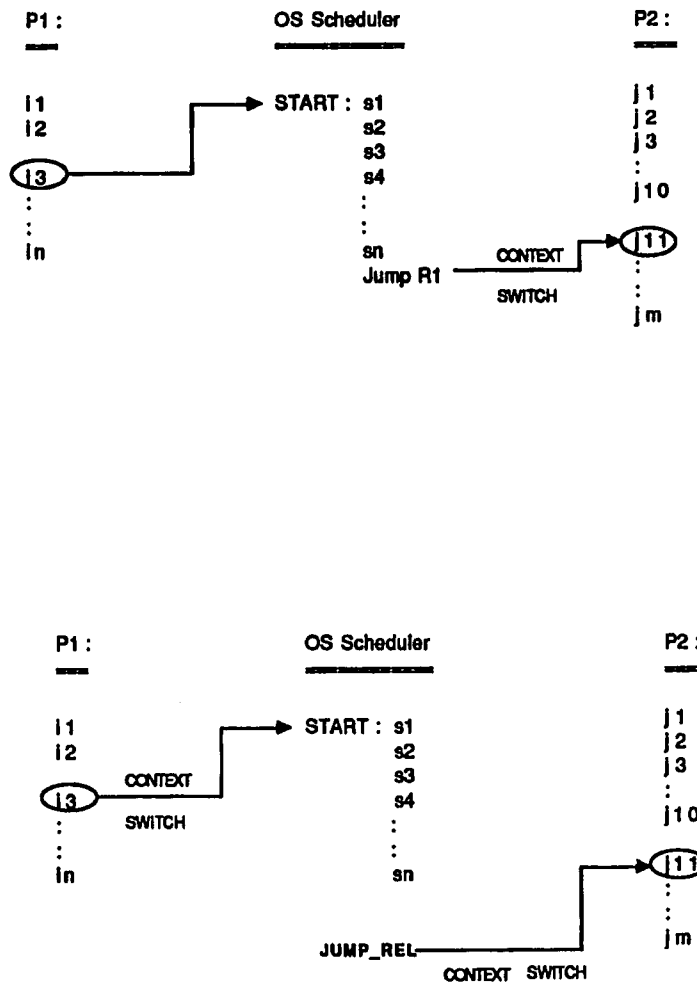 P1 : OS Scheduler P2 :
i1 START : s1 j1
i2 s2 j2
s3 j3
i3 s4 :
: : j10
: :
in sn CONTEXT j11
Jump R1 SWITCH :
:
jm
P1 : OS Scheduler P2 :
i1 START : s1 j1
i2 s2 j2
CONTEXT s3 j3
i3 s4 :
SWITCH j10
: :
: :
in sn j11
:
:
JUMP_REL jm
CONTEXT SWITCH